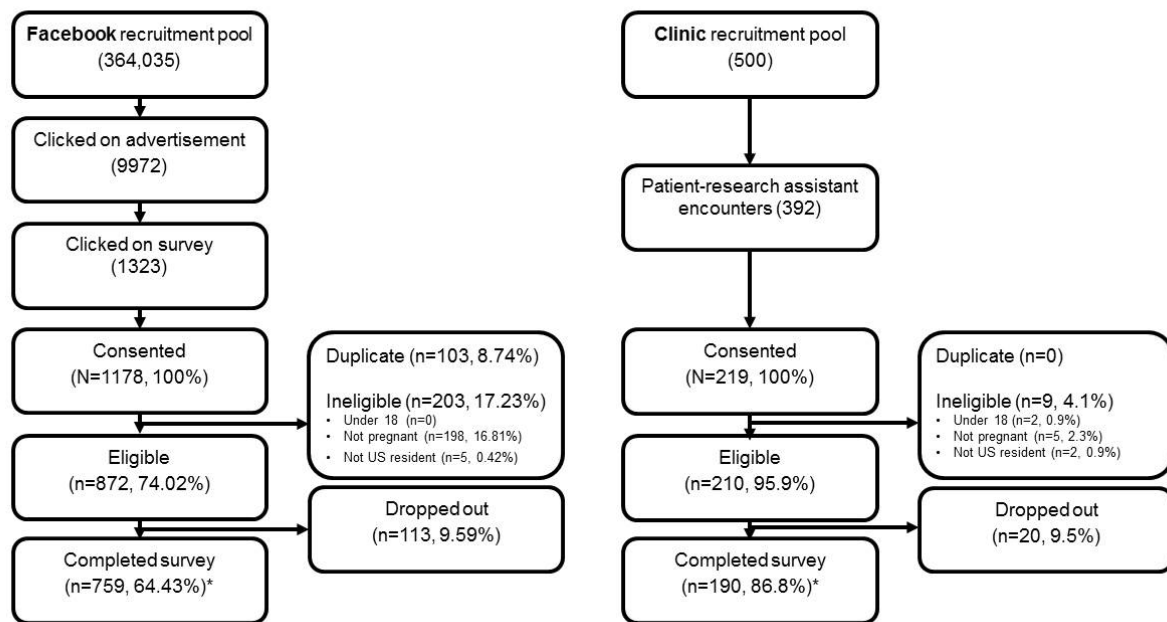 Facebook recruitment pool
(364,035)
Clicked on advertisement
(9972)
Clicked on survey
(1323)
Consented
(N=1178, 100%)
Duplicate (n=103, 8.74%)
Ineligible (n=203, 17.23%)
• Under 18 (n=0)
• Not pregnant (n=198, 16.81%)
• Not US resident (n=5, 0.42%)
Eligible
(n=872, 74.02%)
Dropped out
(n=113, 9.59%)
Completed survey
(n=759, 64.43%)*
Clinic recruitment pool
(500)
Patient-research assistant
encounters (392)
Consented
(N=219, 100%)
Duplicate (n=0)
Ineligible (n=9, 4.1%)
• Under 18 (n=2, 0.9%)
• Not pregnant (n=5, 2.3%)
• Not US resident (n=2, 0.9%)
Eligible
(n=210, 95.9%)
Dropped out
(n=20, 9.5%)
Completed survey
(n=190, 86.8%)*